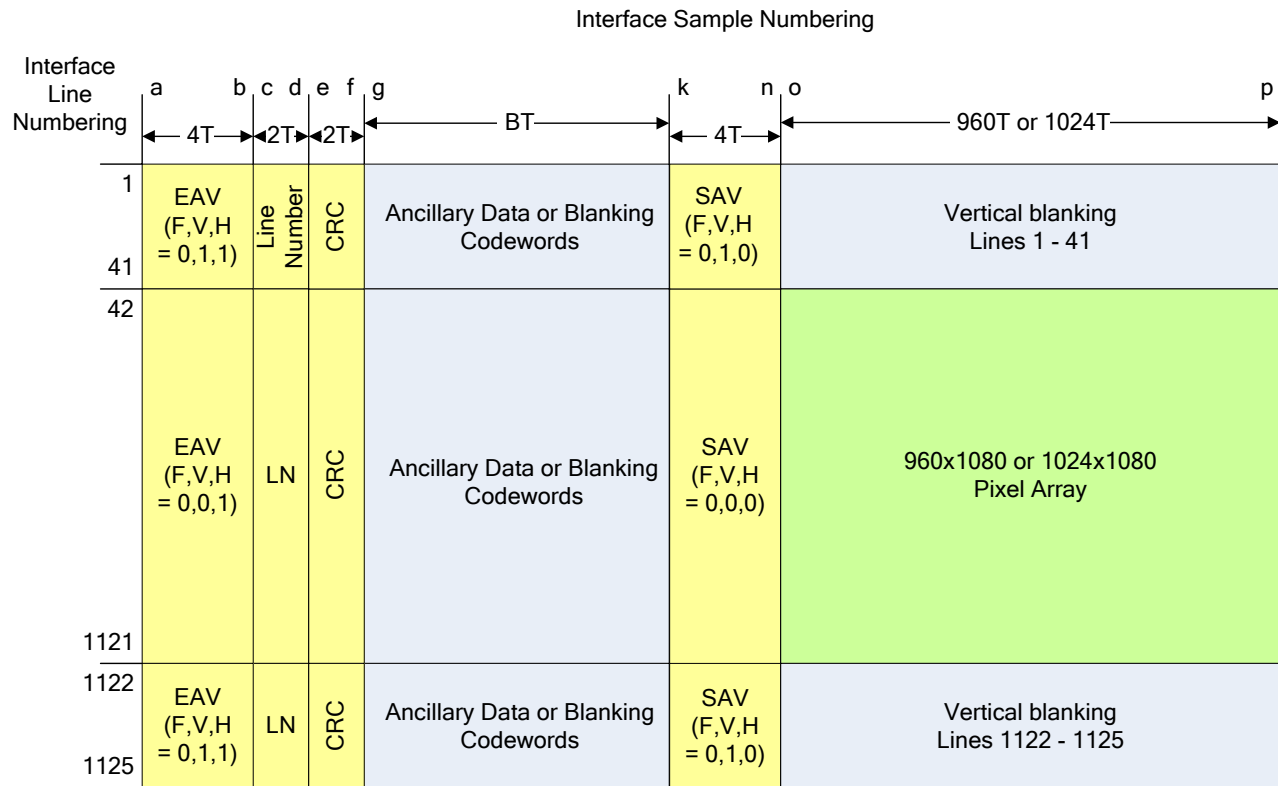 Interface Sample Numbering
Interface
Line
Numbering
a b c d e f g k n o p
4T 2T 2T BT 4T 960T or 1024T
1
EAV
(F,V,H
= 0,1,1)
Line
Number
CRC
Ancillary Data or Blanking
Codewords
SAV
(F,V,H
= 0,1,0)
Vertical blanking
Lines 1 - 41
41
42
EAV
(F,V,H
= 0,0,1)
LN
CRC
Ancillary Data or Blanking
Codewords
SAV
(F,V,H
= 0,0,0)
960x1080 or 1024x1080
Pixel Array
1121
1122
EAV
(F,V,H
= 0,1,1)
LN
CRC
Ancillary Data or Blanking
Codewords
SAV
(F,V,H
= 0,1,0)
Vertical blanking
Lines 1122 - 1125
1125